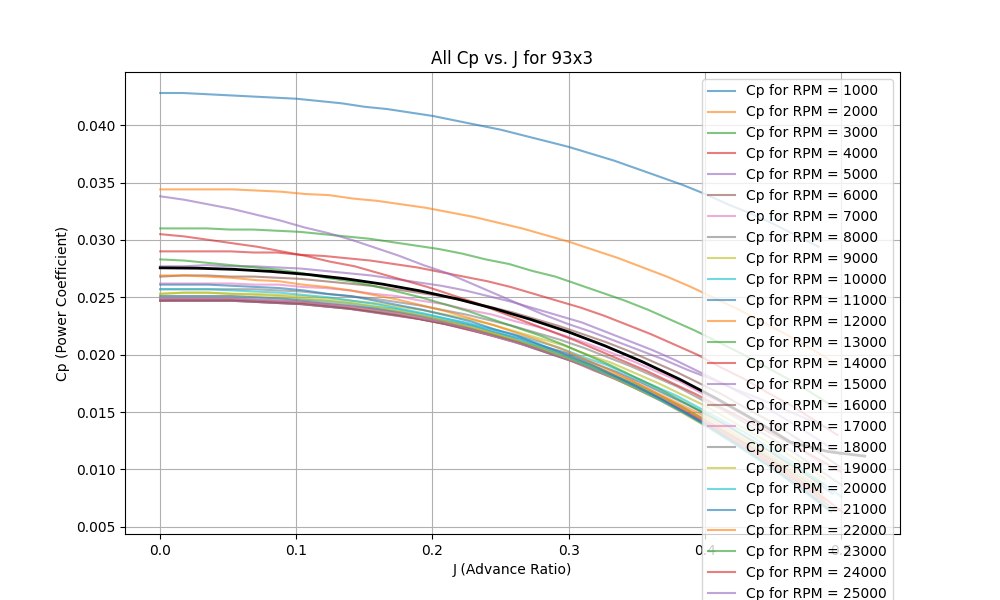 All Cp vs. J for 93x3
Cp (Power Coefficient)
0.040
0.035
0.030
0.025
0.020
0.015
0.010
0.005
0.0
0.1
0.2
0.3
J (Advance Ratio)
Cp for RPM = 1000
Cp for RPM = 2000
Cp for RPM = 3000
Cp for RPM = 4000
Cp for RPM = 5000
Cp for RPM = 6000
Cp for RPM = 7000
Cp for RPM = 8000
Cp for RPM = 9000
Cp for RPM = 10000
Cp for RPM = 11000
Cp for RPM = 12000
Cp for RPM = 13000
Cp for RPM = 14000
Cp for RPM = 15000
Cp for RPM = 16000
Cp for RPM = 17000
Cp for RPM = 18000
Cp for RPM = 19000
Cp for RPM = 20000
Cp for RPM = 21000
Cp for RPM = 22000
Cp for RPM = 23000
Cp for RPM = 24000
Cp for RPM = 25000